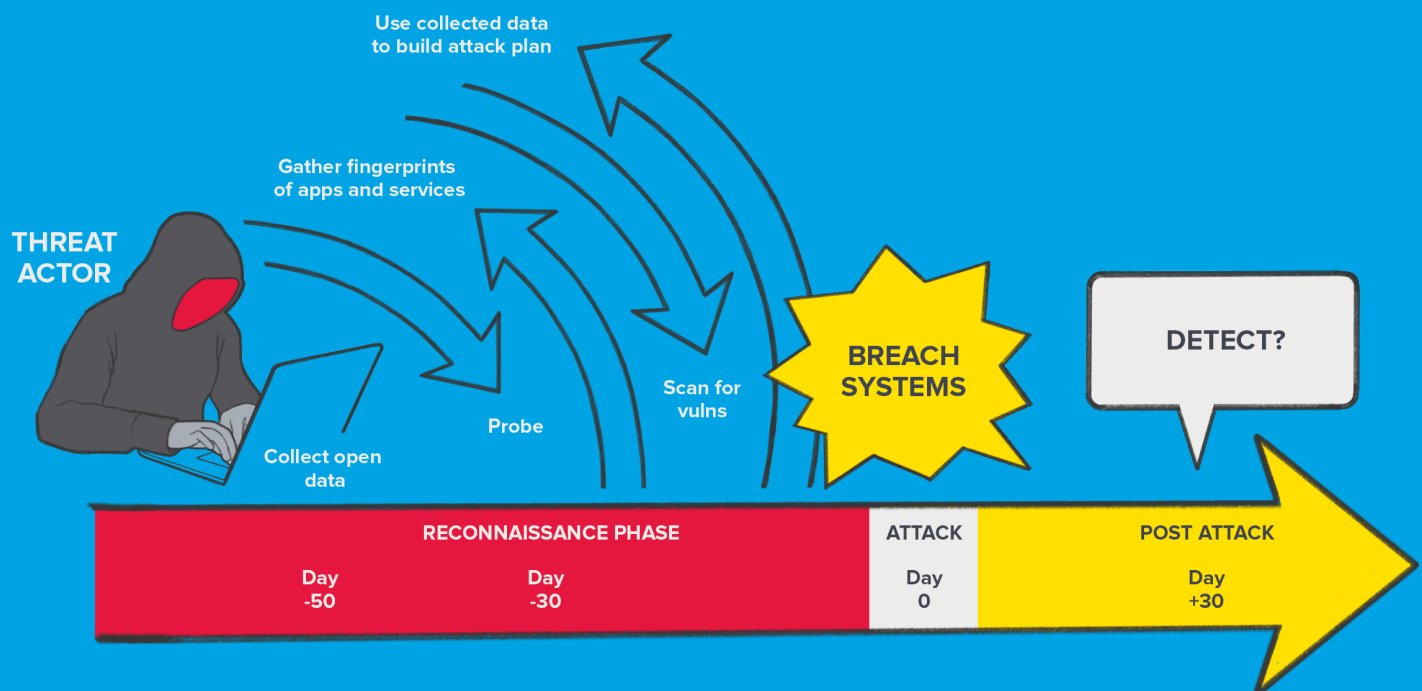 Use collected data
to build attack plan
Gather fingerprints
of apps and services
THREAT
ACTOR
Collect open
data
Probe
Scan for
vulns
BREACH
SYSTEMS
DETECT?
RECONNAISSANCE PHASE
Day
-50
Day
-30
ATTACK
Day
0
POST ATTACK
Day
+30